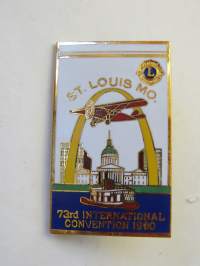 L
ST. LOUIS MO.
73rd INTERNATIONAL
CONVENTION 1990